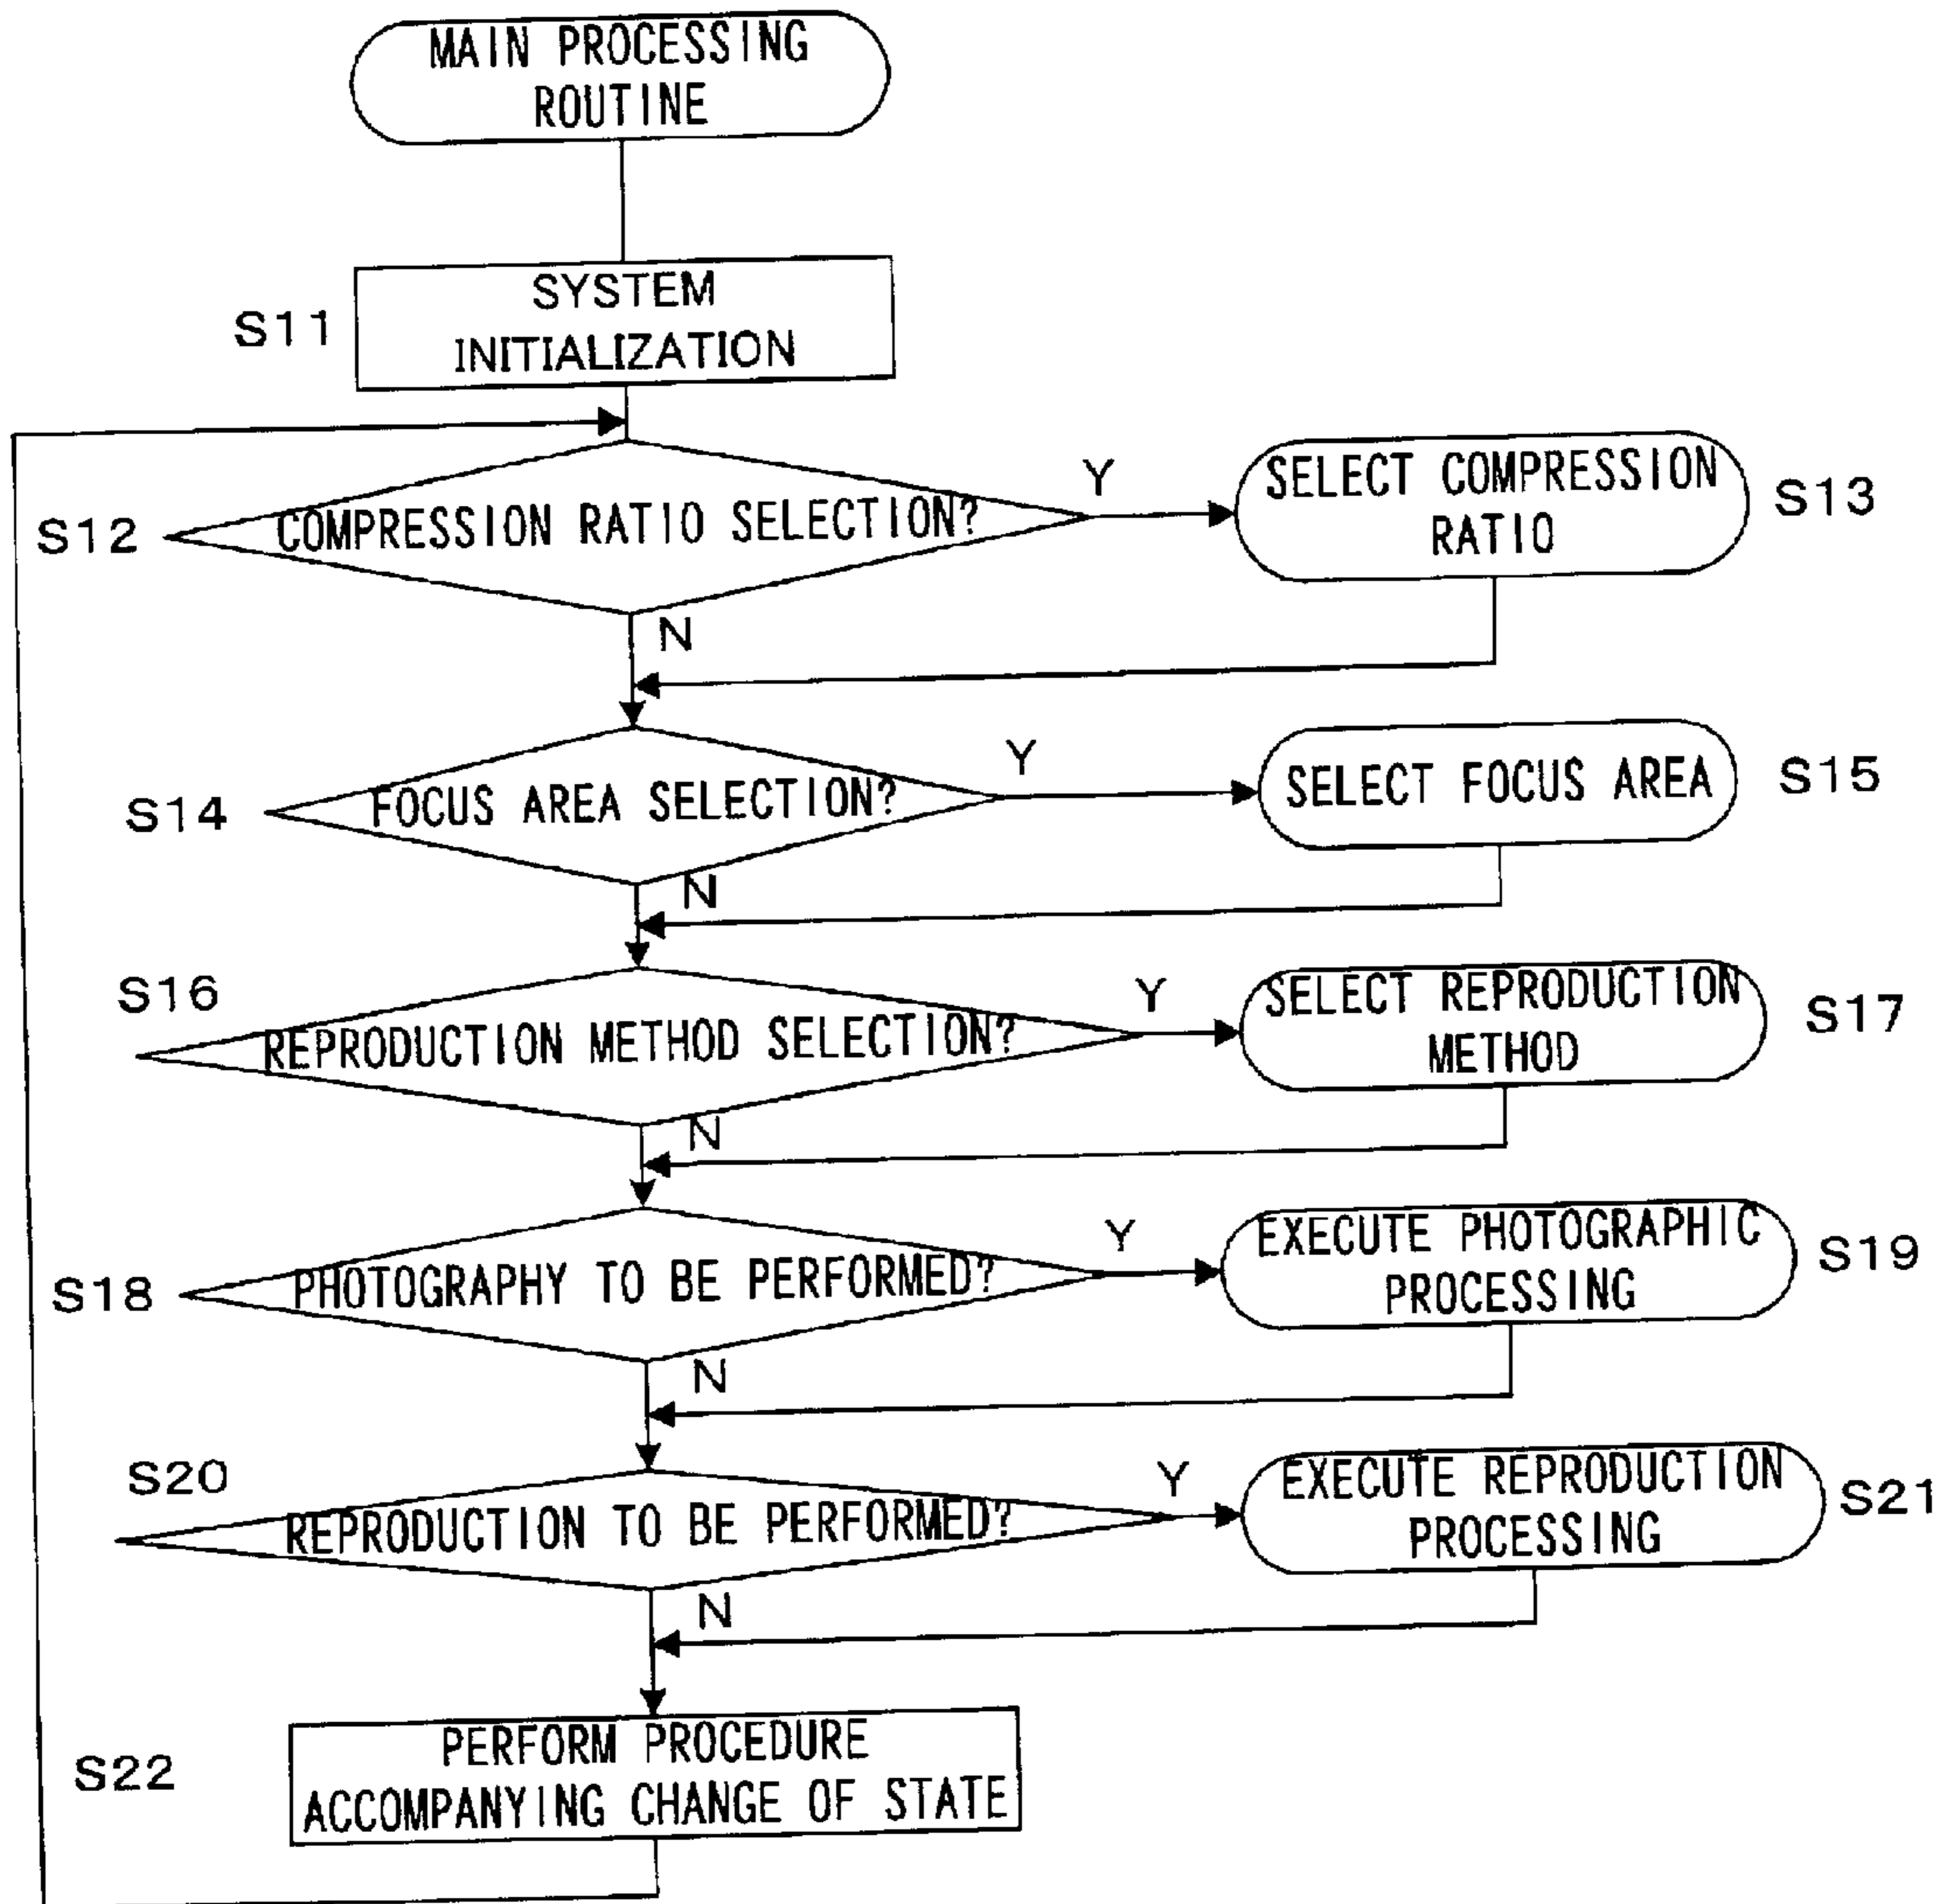 MAIN PROCESSING
ROUTINE
S11
SYSTEM
INITIALIZATION
S12
COMPRESSION RATIO SELECTION?
Y
N
SELECT COMPRESSION
RATIO
S13
S14
FOCUS AREA SELECTION?
Y
N
SELECT FOCUS AREA
S15
S16
REPRODUCTION METHOD SELECTION?
Y
N
SELECT REPRODUCTION
METHOD
S17
S18
PHOTOGRAPHY TO BE PERFORMED?
Y
N
EXECUTE PHOTOGRAPHIC
PROCESSING
S19
S20
REPRODUCTION TO BE PERFORMED?
Y
N
EXECUTE REPRODUCTION
PROCESSING
S21
S22
PERFORM PROCEDURE
ACCOMPANYING CHANGE OF STATE